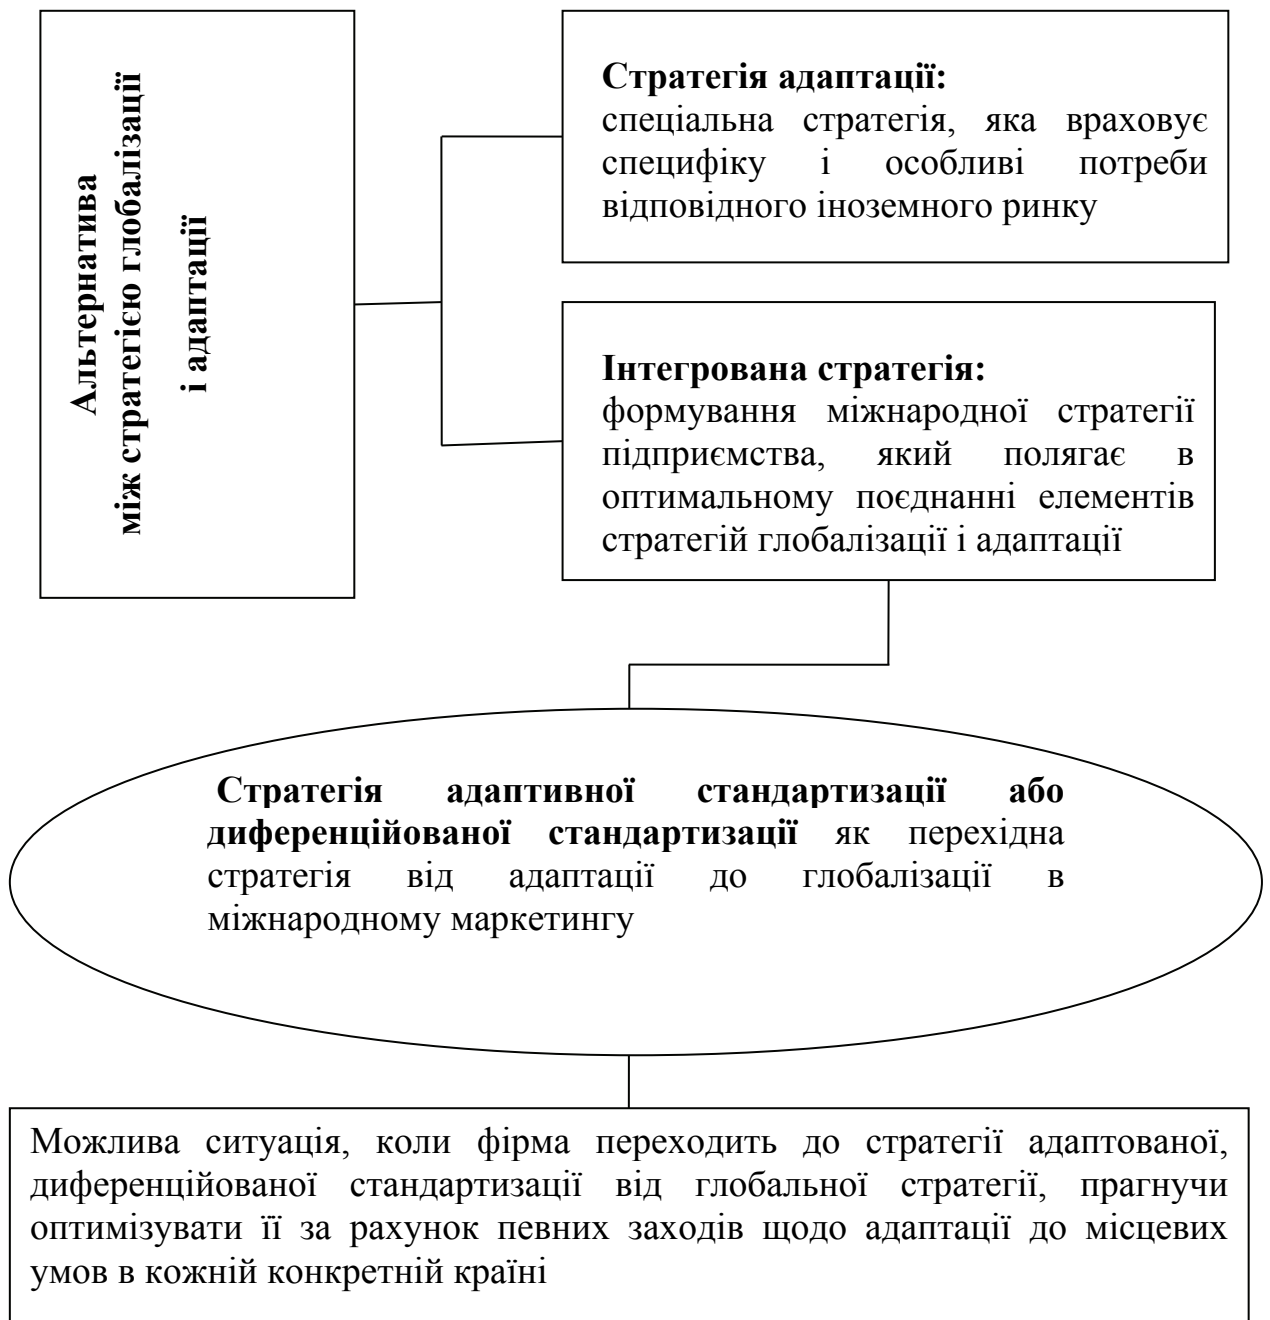 Альтернатива
між стратегією глобалізації
і адаптації
Стратегія адаптації:
спеціальна стратегія, яка враховує
специфіку і особливі потреби
відповідного іноземного ринку
Інтегрована стратегія:
формування міжнародної стратегії
підприємства, який полягає в
оптимальному поєднанні елементів
стратегій глобалізації і адаптації
Стратегія адаптивної стандартизації або
диференційованої стандартизації як перехідна
стратегія від адаптації до глобалізації в
міжнародному маркетингу
Можлива ситуація, коли фірма переходить до стратегії адаптованої,
диференційованої стандартизації від глобальної стратегії, прагнучи
оптимізувати її за рахунок певних заходів щодо адаптації до місцевих
умов в кожній конкретній країні